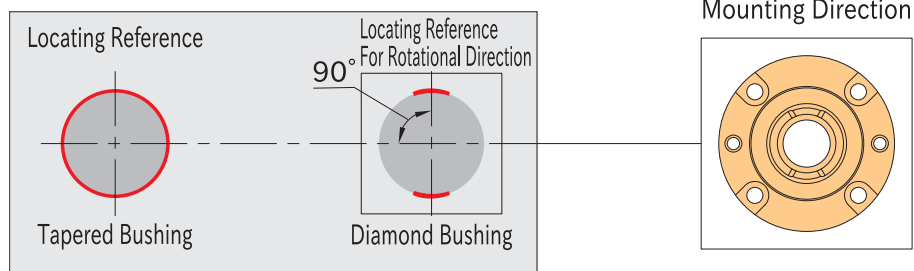 Mounting Direction
Locating Reference
Locating Reference
For Rotational Direction
90°
Tapered Bushing
Diamond Bushing